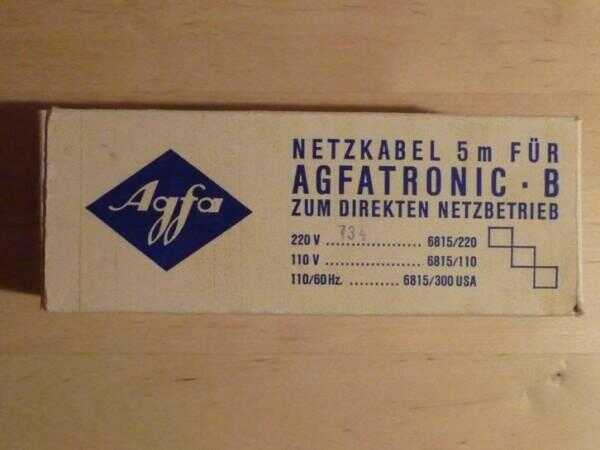 Agfa
NETZKABEL 5m FÜR
AGFATRONIC · B
ZUM DIREKTEN NETZBETRIEB
734
220 V .................... 6815/220
110 V .................... 6815/110
110/60 Hz. .......... 6815/300 USA